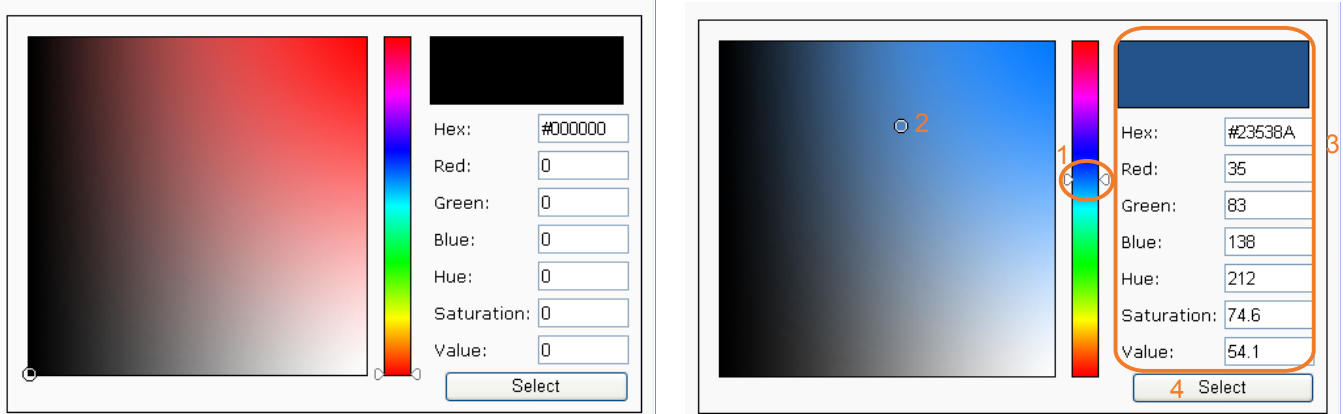 Hex: #000000
Red: 0
Green: 0
Blue: 0
Hue: 0
Saturation: 0
Value: 0
Select
2
1
3
Hex: #23538A
Red: 35
Green: 83
Blue: 138
Hue: 212
Saturation: 74.6
Value: 54.1
4 Select